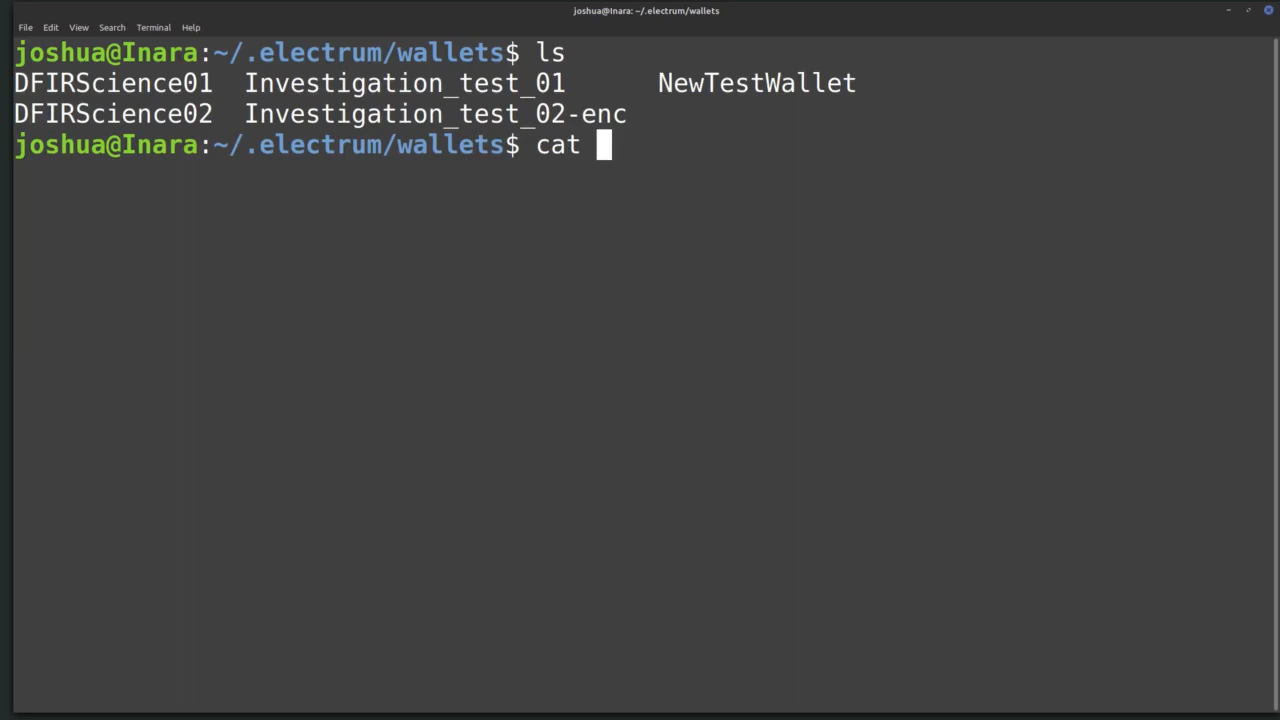 joshua@Inara: ~/.electrum/wallets
File Edit View Search Terminal Help
joshua@Inara:~/.electrum/wallets$ ls
DFIRScience01 Investigation_test_01 NewTestWallet
DFIRScience02 Investigation_test_02-enc
joshua@Inara:~/.electrum/wallets$ cat